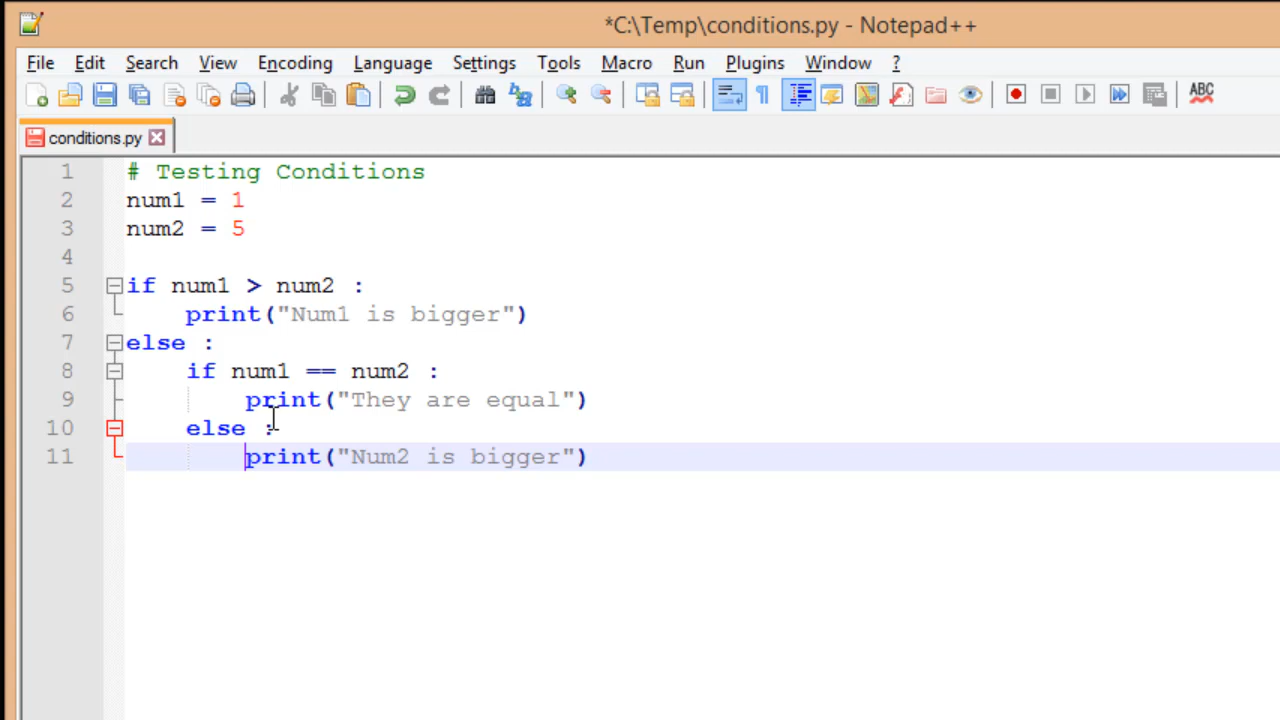 *C:\Temp\conditions.py - Notepad++
File Edit Search View Encoding Language Settings Tools Macro Run Plugins Window ?
ABC
conditions.py
1 # Testing Conditions
2 num1 = 1
3 num2 = 5
4
5 if num1 > num2 :
6 print("Num1 is bigger")
7 else :
8 if num1 == num2 :
9 print("They are equal")
10 else :
11 print("Num2 is bigger")